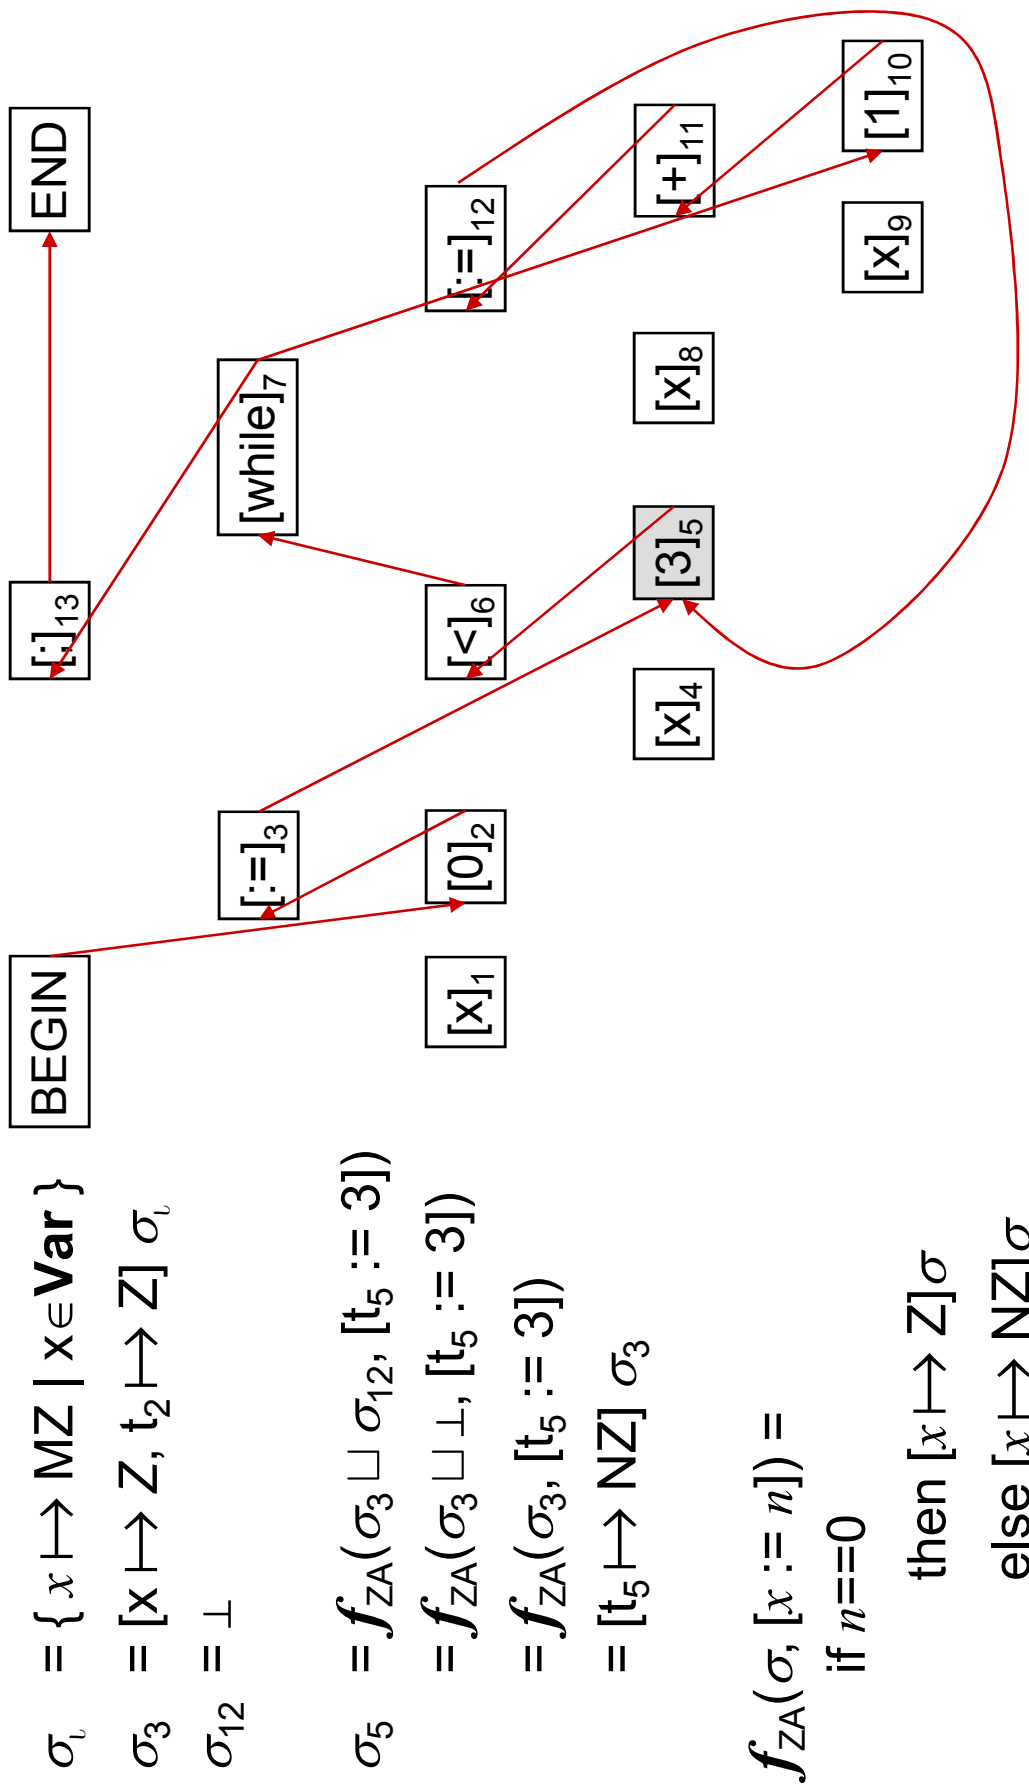 σι = { x ↦ MZ | x∈Var }
σ3 = [x ↦ Z, t2 ↦ Z] σι
σ12 = ⊥
σ5 = fZA(σ3 ⊔ σ12, [t5 := 3])
= fZA(σ3 ⊔ ⊥, [t5 := 3])
= fZA(σ3, [t5 := 3])
= [t5 ↦ NZ] σ3
fZA(σ, [x := n]) =
if n==0
then [x ↦ Z]σ
else [x ↦ NZ]σ
BEGIN
[;]13
END
[:=]3
[while]7
[x]1
[0]2
[<]6
[:=]12
[x]4
[3]5
[x]8
[+]11
[x]9
[1]10